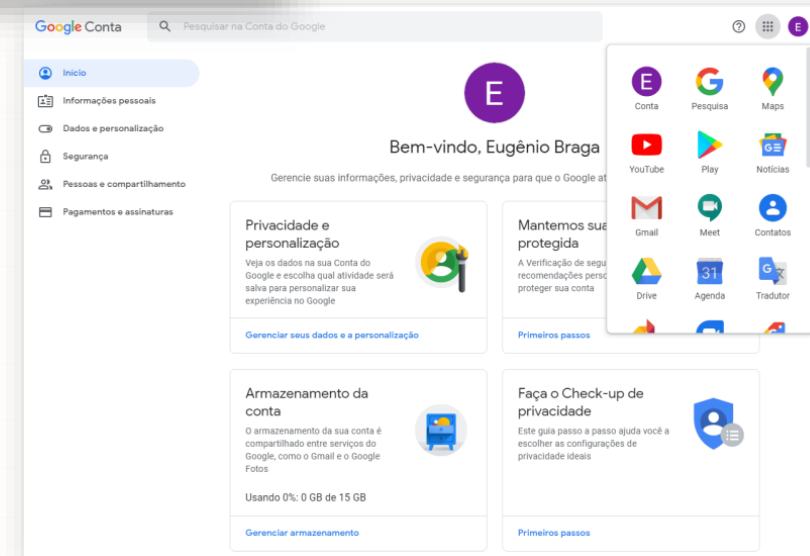 Google Conta
Pesquisar na Conta do Google
E
Início
Informações pessoais
Dados e personalização
Segurança
Pessoas e compartilhamento
Pagamentos e assinaturas
E
Bem-vindo, Eugênio Braga
Gerencie suas informações, privacidade e segurança para que o Google at
Privacidade e
personalização
Veja os dados na sua Conta do
Google e escolha qual atividade será
salva para personalizar sua
experiência no Google
Gerenciar seus dados e a personalização
Mantemos sua
protegida
A Verificação de segu
recomendações perso
proteger sua conta
Primeiros passos
Armazenamento da
conta
O armazenamento da sua conta é
compartilhado entre serviços do
Google, como o Gmail e o Google
Fotos
Usando 0%: 0 GB de 15 GB
Gerenciar armazenamento
Faça o Check-up de
privacidade
Este guia passo a passo ajuda você a
escolher as configurações de
privacidade ideais
Primeiros passos
E
Conta Pesquisa Maps
GE
YouTube Play Notícias
Gmail Meet Contatos
31 G
Drive Agenda Tradutor